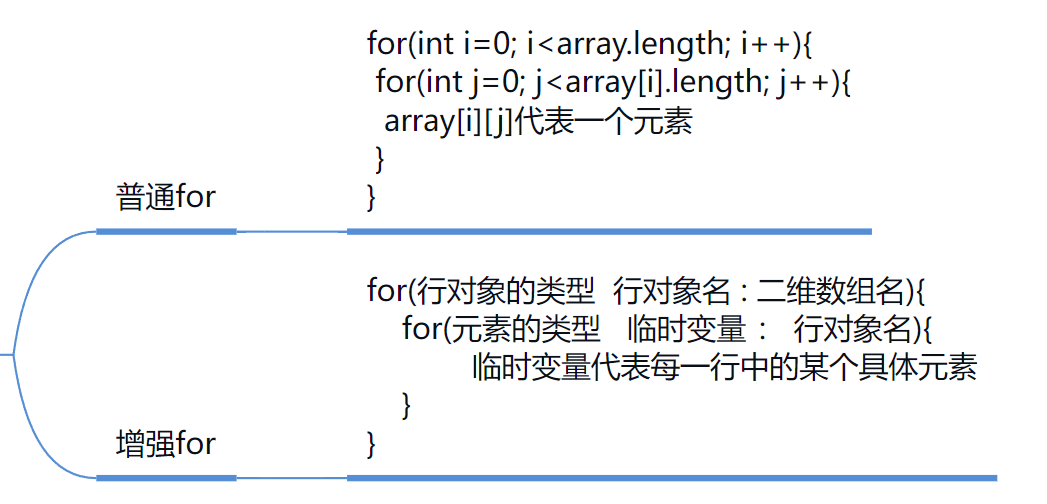 普通for
for(int i=0; i<array.length; i++){
for(int j=0; j<array[i].length; j++){
array[i][j]代表一个元素
}
}
增强for
for(行对象的类型  行对象名 : 二维数组名){
for(元素的类型   临时变量 ：  行对象名){
临时变量代表每一行中的某个具体元素
}
}